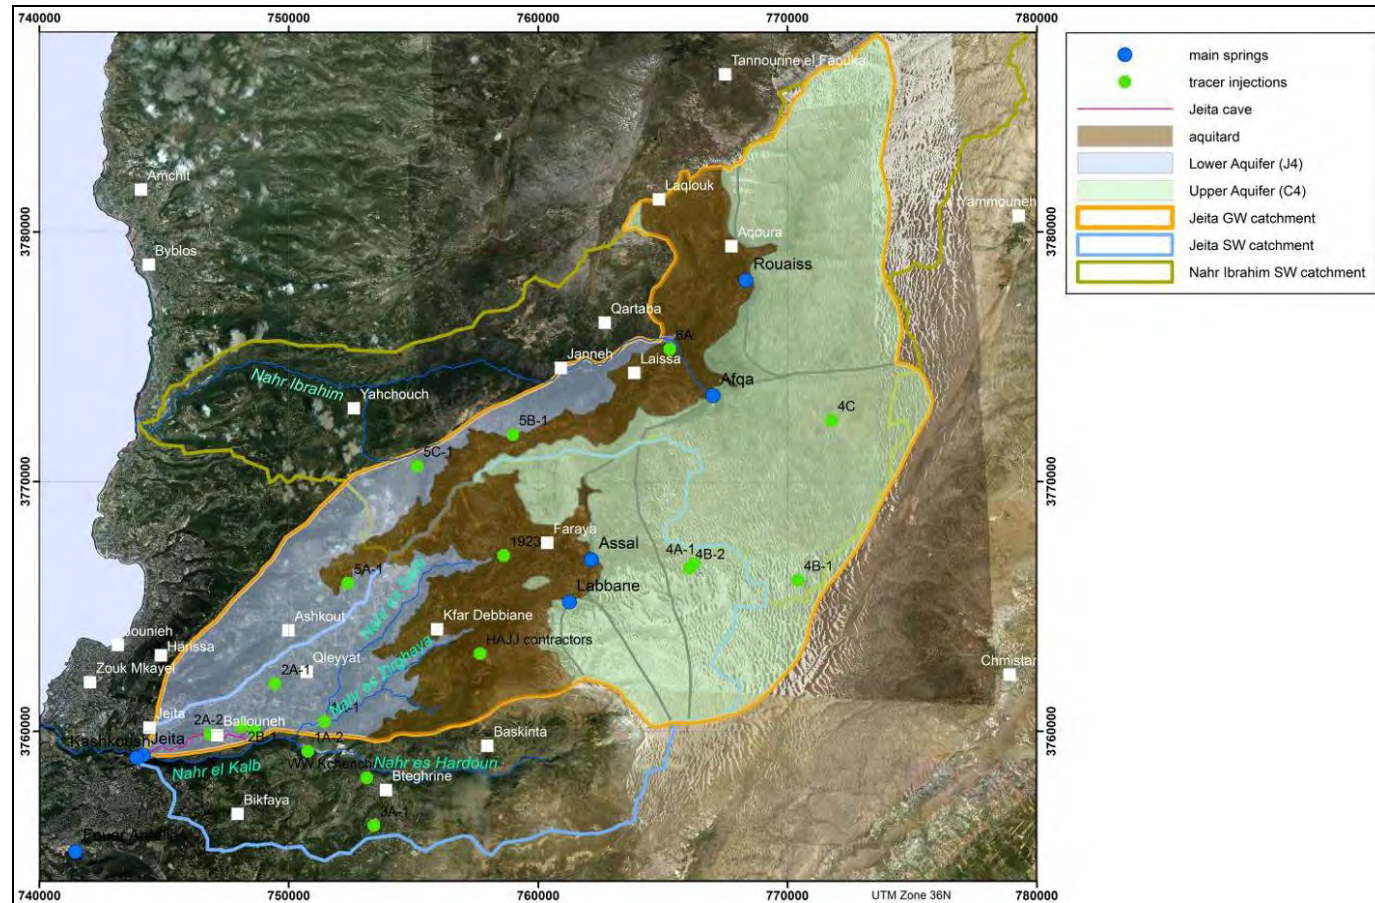 740000
750000
760000
770000
780000
main springs
tracer injections
Jeita cave
aquitard
Lower Aquifer (J4)
Upper Aquifer (C4)
Jeita GW catchment
Jeita SW catchment
Nahr Ibrahim SW catchment
Tannourine el Faouka
Amchit
Laqlouk
Yammouneh
3780000
3780000
Byblos
Aqoura
Rouaiss
Qartaba
6A
Janneh
Laissa
Nahr Ibrahim
Yahchouch
Afqa
4C
5B-1
5C-1
3770000
3770000
1923
Faraya
Assal
4A-1
4B-2
4B-1
5A-1
Labbane
Ashkout
Kfar Debbiane
Jounieh
Harissa
HAJJ contractors
Qleyyat
Zouk Mkayel
2A-1
Nahr es Zirghaya
Chmistar
Jeita
2A-2
Ballouneh
3760000
3760000
Kashkoush
Jeita
2B-1
1A-2
Baskinta
Nahr el Kalb
Nahr es Hardoun
Bteghrine
Bikfaya
3A-1
740000
750000
760000
770000
780000
UTM Zone 36N